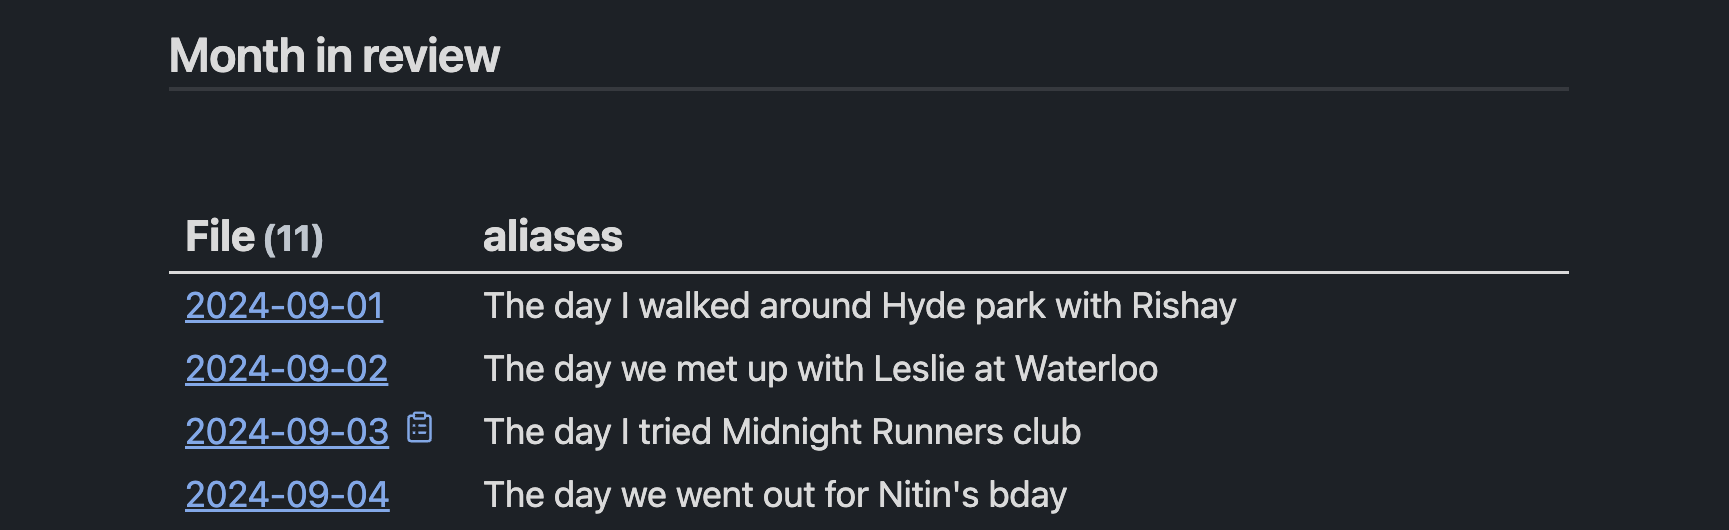 Month in review
File (11) aliases
2024-09-01 The day I walked around Hyde park with Rishay
2024-09-02 The day we met up with Leslie at Waterloo
2024-09-03 The day I tried Midnight Runners club
2024-09-04 The day we went out for Nitin's bday